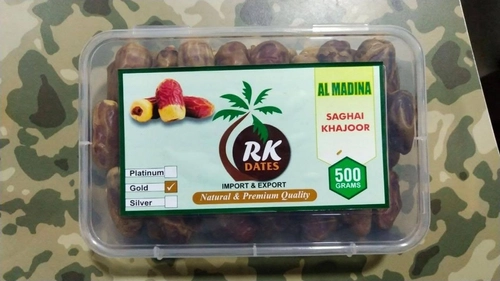 AL MADINA
SAGHAI
KHAJOOR
RK
DATES
IMPORT & EXPORT
Natural & Premium Quality
Platinum
Gold ✓
Silver
500
GRAMS